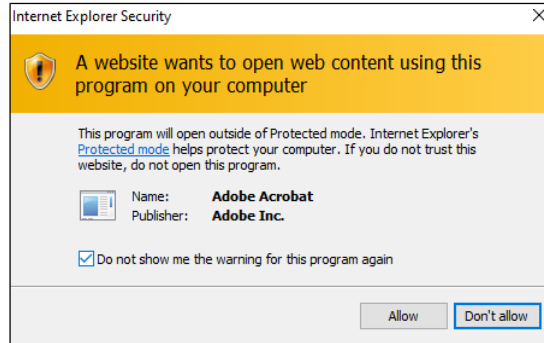 Internet Explorer Security
A website wants to open web content using this
program on your computer
This program will open outside of Protected mode. Internet Explorer's
Protected mode helps protect your computer. If you do not trust this
website, do not open this program.
Name: Adobe Acrobat
Publisher: Adobe Inc.
Do not show me the warning for this program again
Allow Don't allow